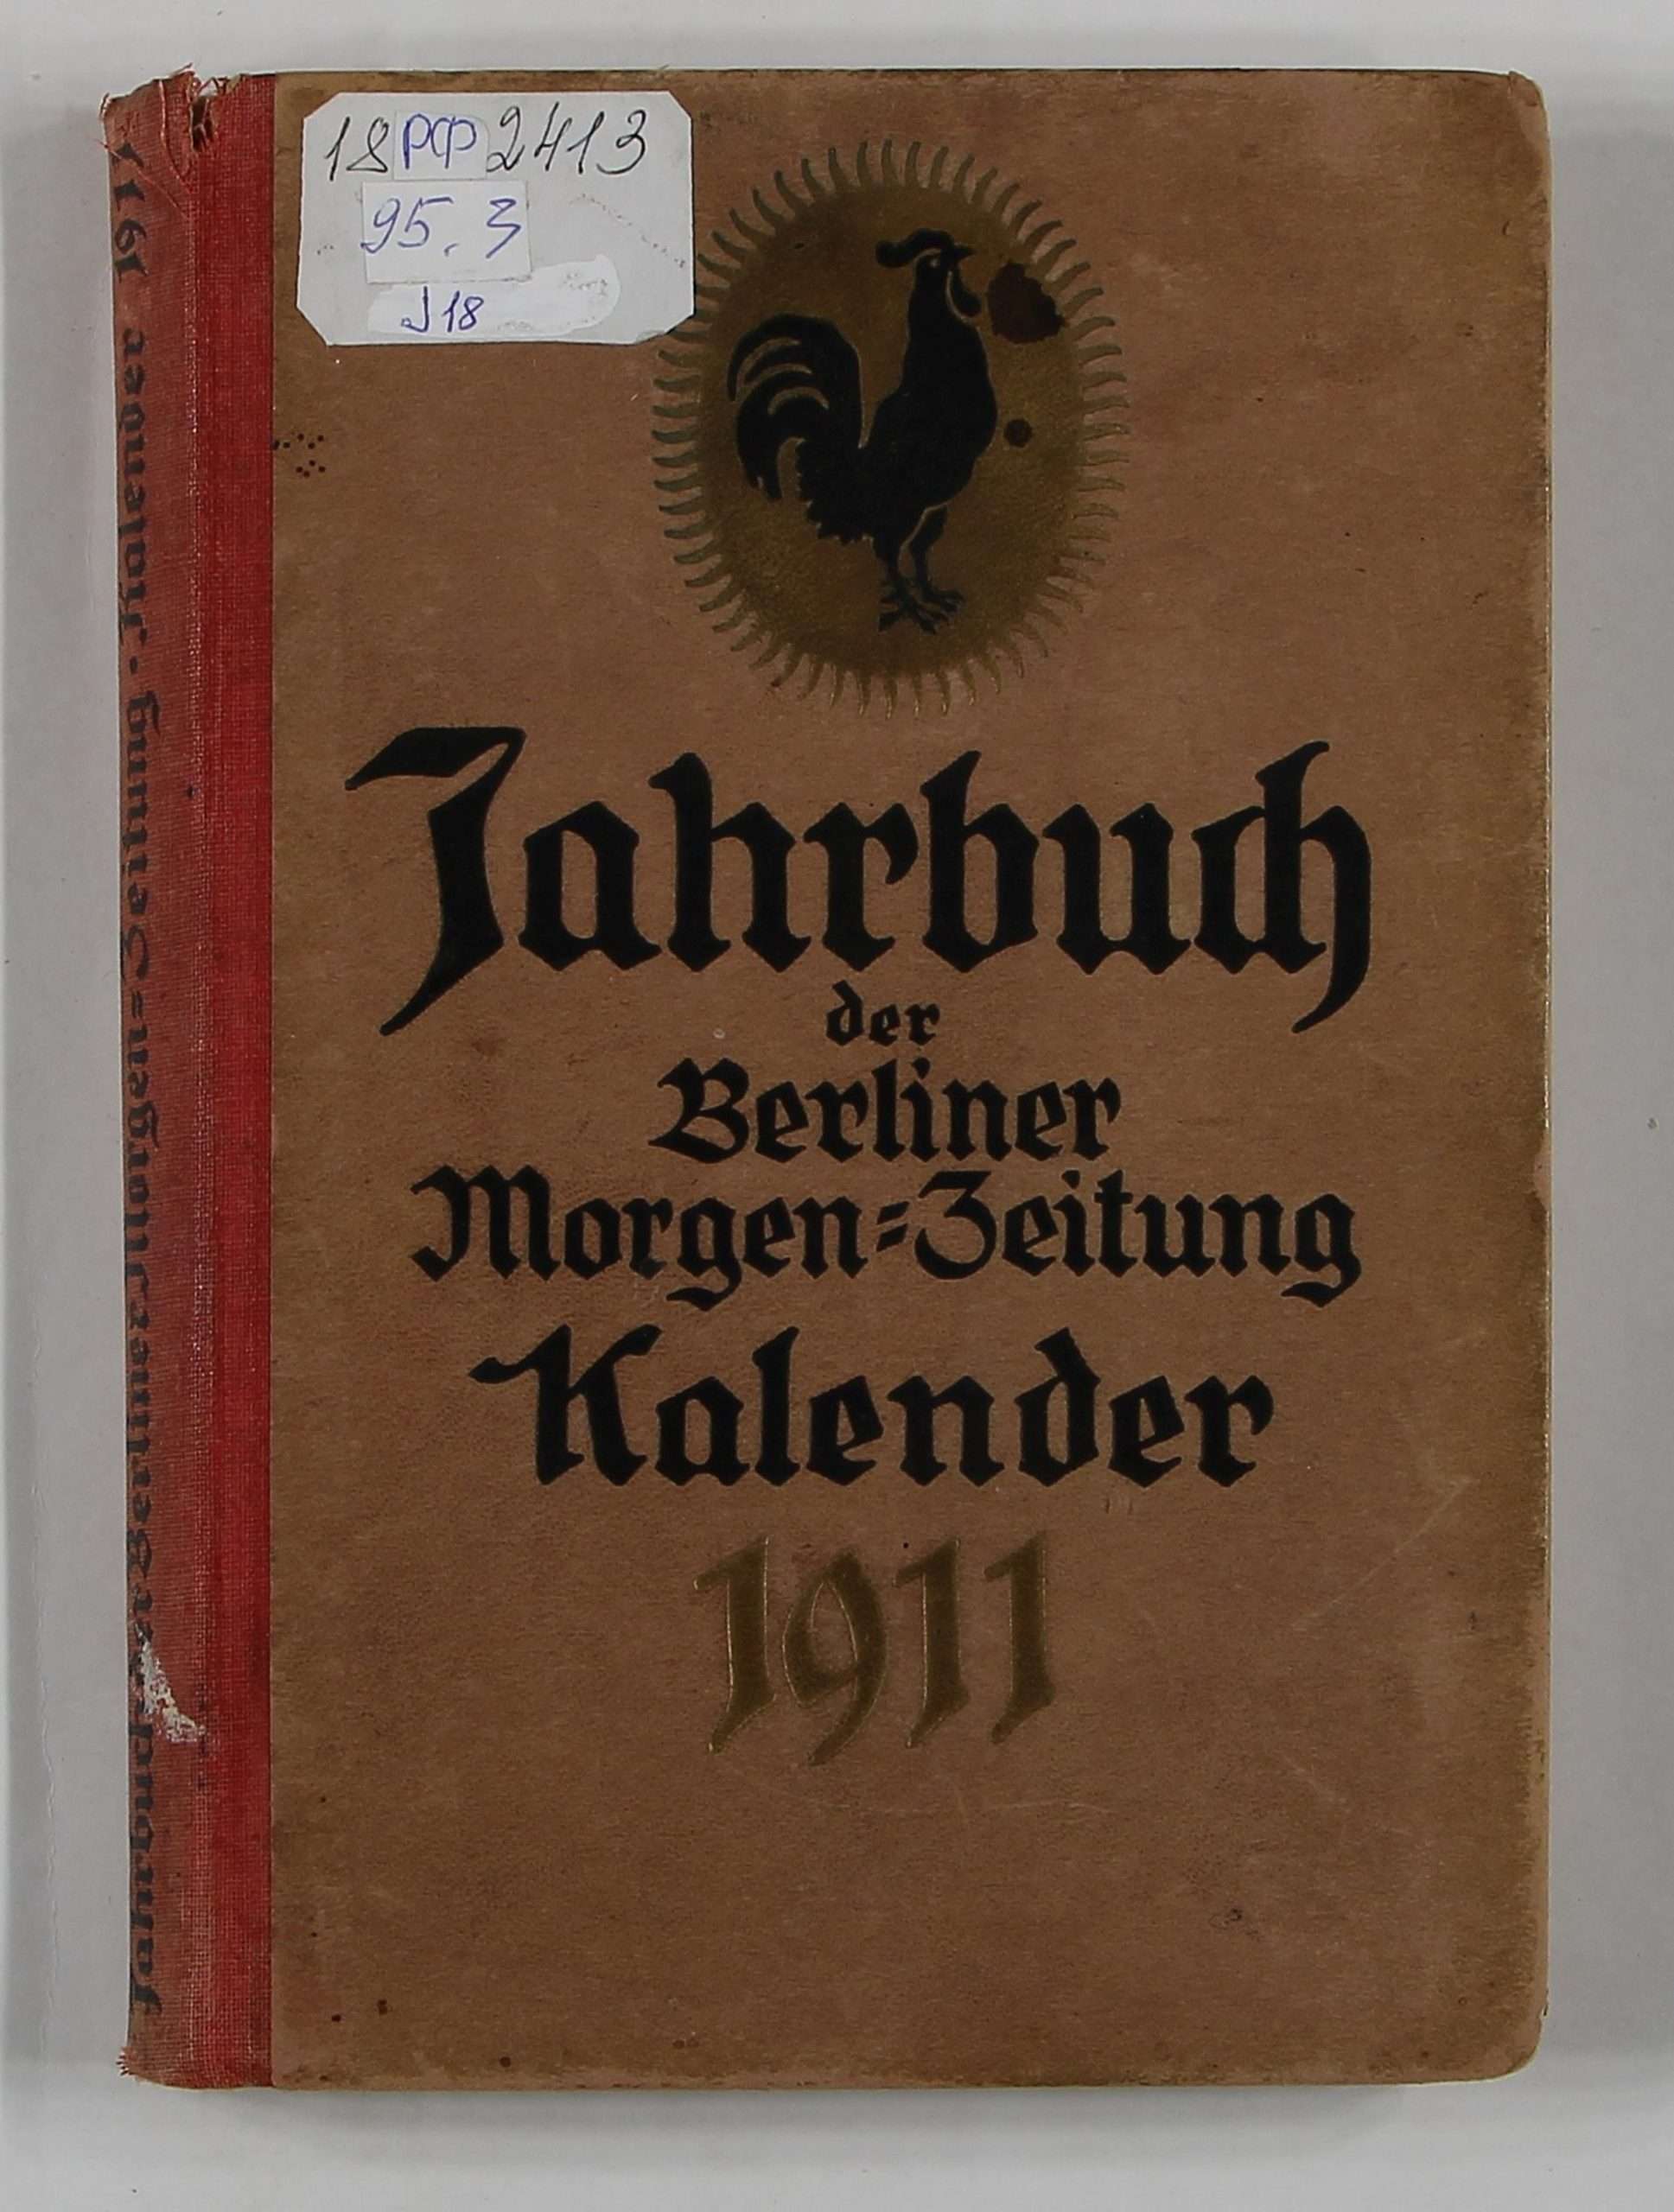 18 РФ 2413
95.3
J18
Jahrbuch
der
Berliner
Morgen=Zeitung
Kalender
1911
Jahrbuch der Berliner Morgen=Zeitung · Kalender 1911